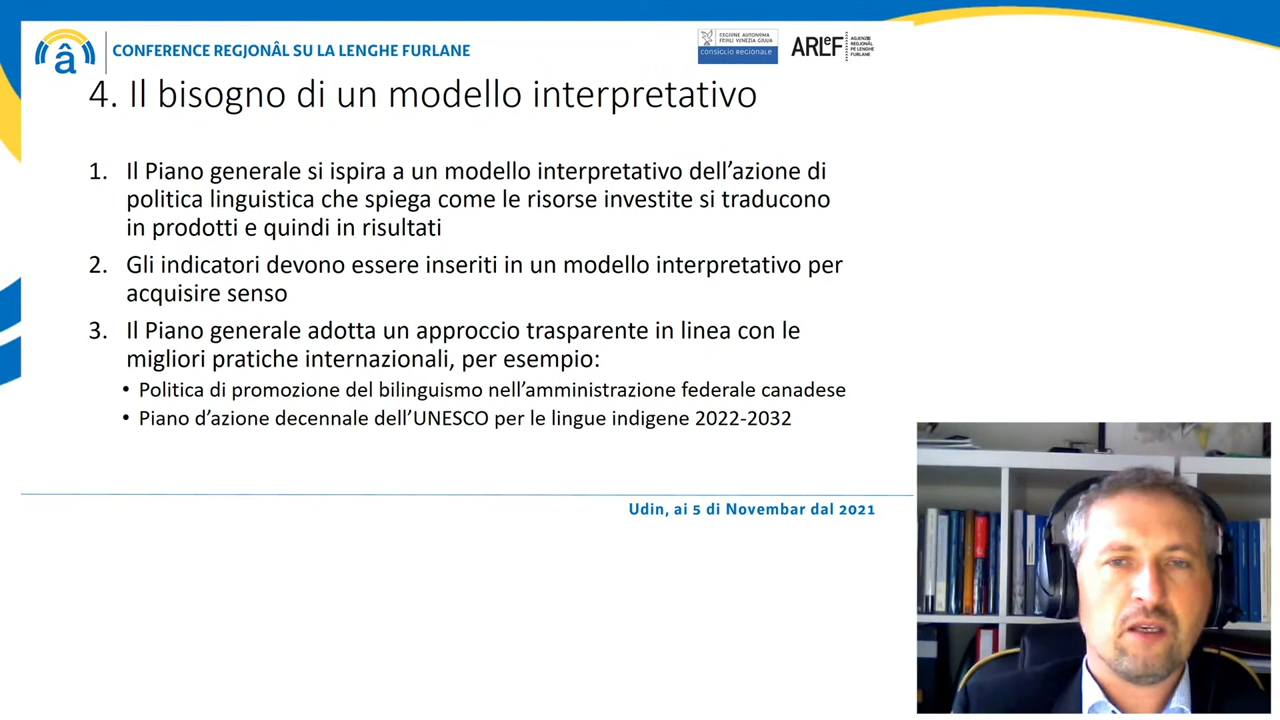 CONFERENCE REGJONÂL SU LA LENGHE FURLANE
â
REGIONE AUTONOMA
FRIULI VENEZIA GIULIA
CONSIGLIO REGIONALE
ARLeF
AGJENZIE
REGJONÂL
PE LENGHE
FURLANE
4. Il bisogno di un modello interpretativo
1. Il Piano generale si ispira a un modello interpretativo dell’azione di
politica linguistica che spiega come le risorse investite si traducono
in prodotti e quindi in risultati
2. Gli indicatori devono essere inseriti in un modello interpretativo per
acquisire senso
3. Il Piano generale adotta un approccio trasparente in linea con le
migliori pratiche internazionali, per esempio:
• Politica di promozione del bilinguismo nell’amministrazione federale canadese
• Piano d’azione decennale dell’UNESCO per le lingue indigene 2022-2032
Udin, ai 5 di Novembar dal 2021